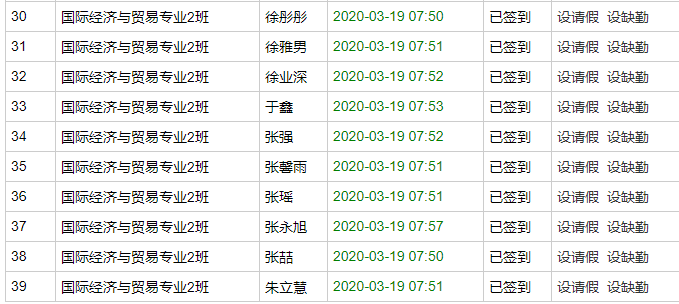 30 国际经济与贸易专业2班 徐彤彤 2020-03-19 07:50 已签到 设请假 设缺勤
31 国际经济与贸易专业2班 徐雅男 2020-03-19 07:51 已签到 设请假 设缺勤
32 国际经济与贸易专业2班 徐业深 2020-03-19 07:52 已签到 设请假 设缺勤
33 国际经济与贸易专业2班 于鑫 2020-03-19 07:53 已签到 设请假 设缺勤
34 国际经济与贸易专业2班 张强 2020-03-19 07:52 已签到 设请假 设缺勤
35 国际经济与贸易专业2班 张馨雨 2020-03-19 07:51 已签到 设请假 设缺勤
36 国际经济与贸易专业2班 张瑶 2020-03-19 07:51 已签到 设请假 设缺勤
37 国际经济与贸易专业2班 张永旭 2020-03-19 07:57 已签到 设请假 设缺勤
38 国际经济与贸易专业2班 张喆 2020-03-19 07:50 已签到 设请假 设缺勤
39 国际经济与贸易专业2班 朱立慧 2020-03-19 07:51 已签到 设请假 设缺勤